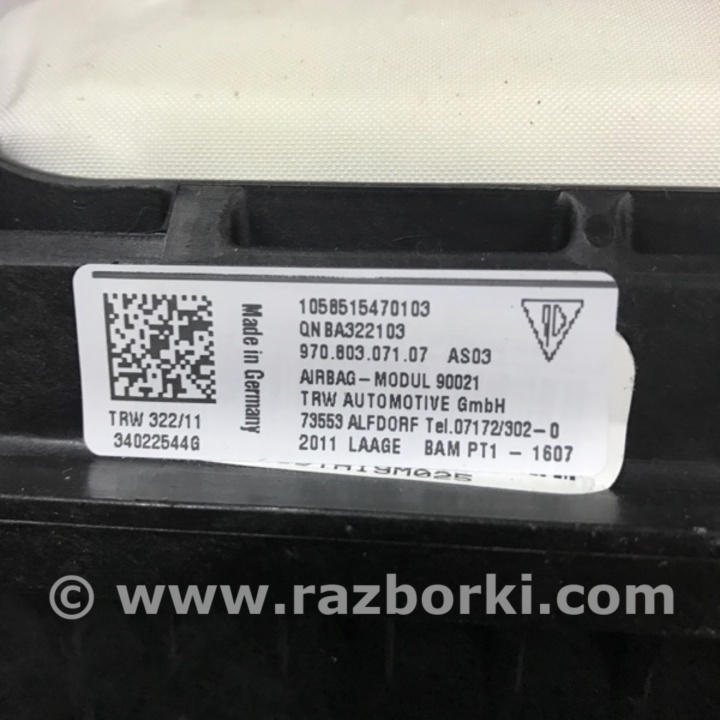 1058515470103
QNBA322103
970.803.071.07 AS03
AIRBAG-MODUL 90021
TRW AUTOMOTIVE GmbH
73553 ALFDORF Tel.07172/302-0
2011 LAAGE BAM PT1 - 1607
Made in Germany
TRW 322/11
34022544G
© www.razborki.com